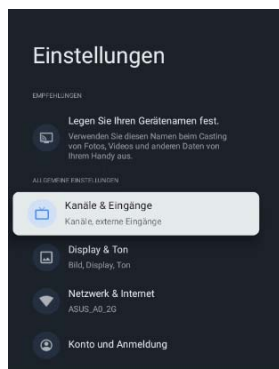 Einstellungen
EMPFEHLUNGEN
Legen Sie Ihren Gerätenamen fest.
Verwenden Sie diesen Namen beim Casting
von Fotos, Videos und anderen Daten von
Ihrem Handy aus.
ALLGEMEINE EINSTELLUNGEN
Kanäle & Eingänge
Kanäle, externe Eingänge
Display & Ton
Bild, Display, Ton
Netzwerk & Internet
ASUS_A0_2G
Konto und Anmeldung